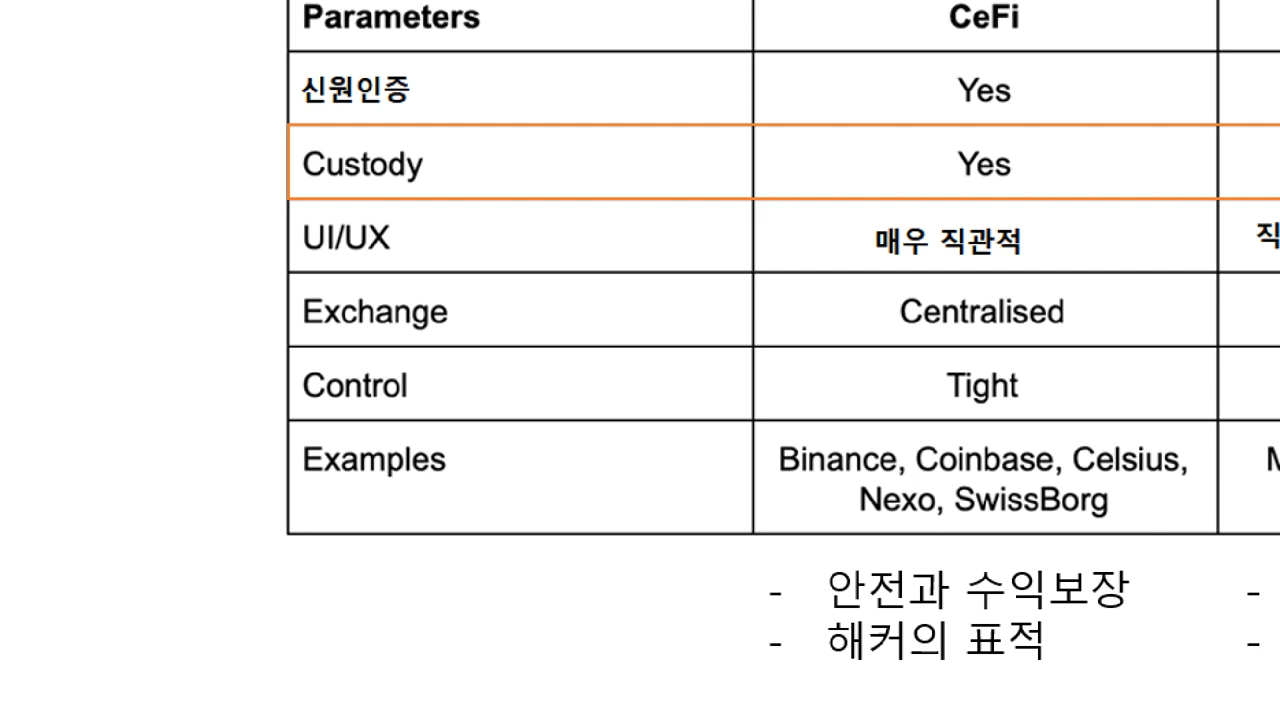 Parameters CeFi
신원인증 Yes
Custody Yes
UI/UX 매우 직관적 직
Exchange Centralised
Control Tight
Examples Binance, Coinbase, Celsius,
Nexo, SwissBorg
- 안전과 수익보장 -
- 해커의 표적 -